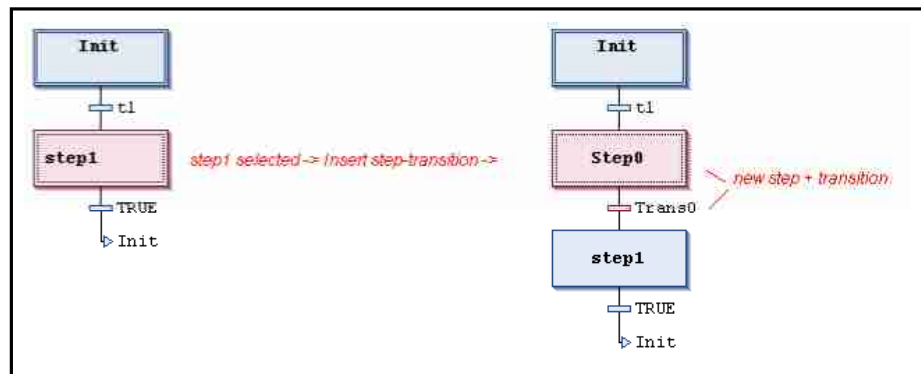 Init
t1
step1
TRUE
Init
step1 selected -> Insert step-transition ->
Init
t1
Step0
Trans0
new step + transition
step1
TRUE
Init